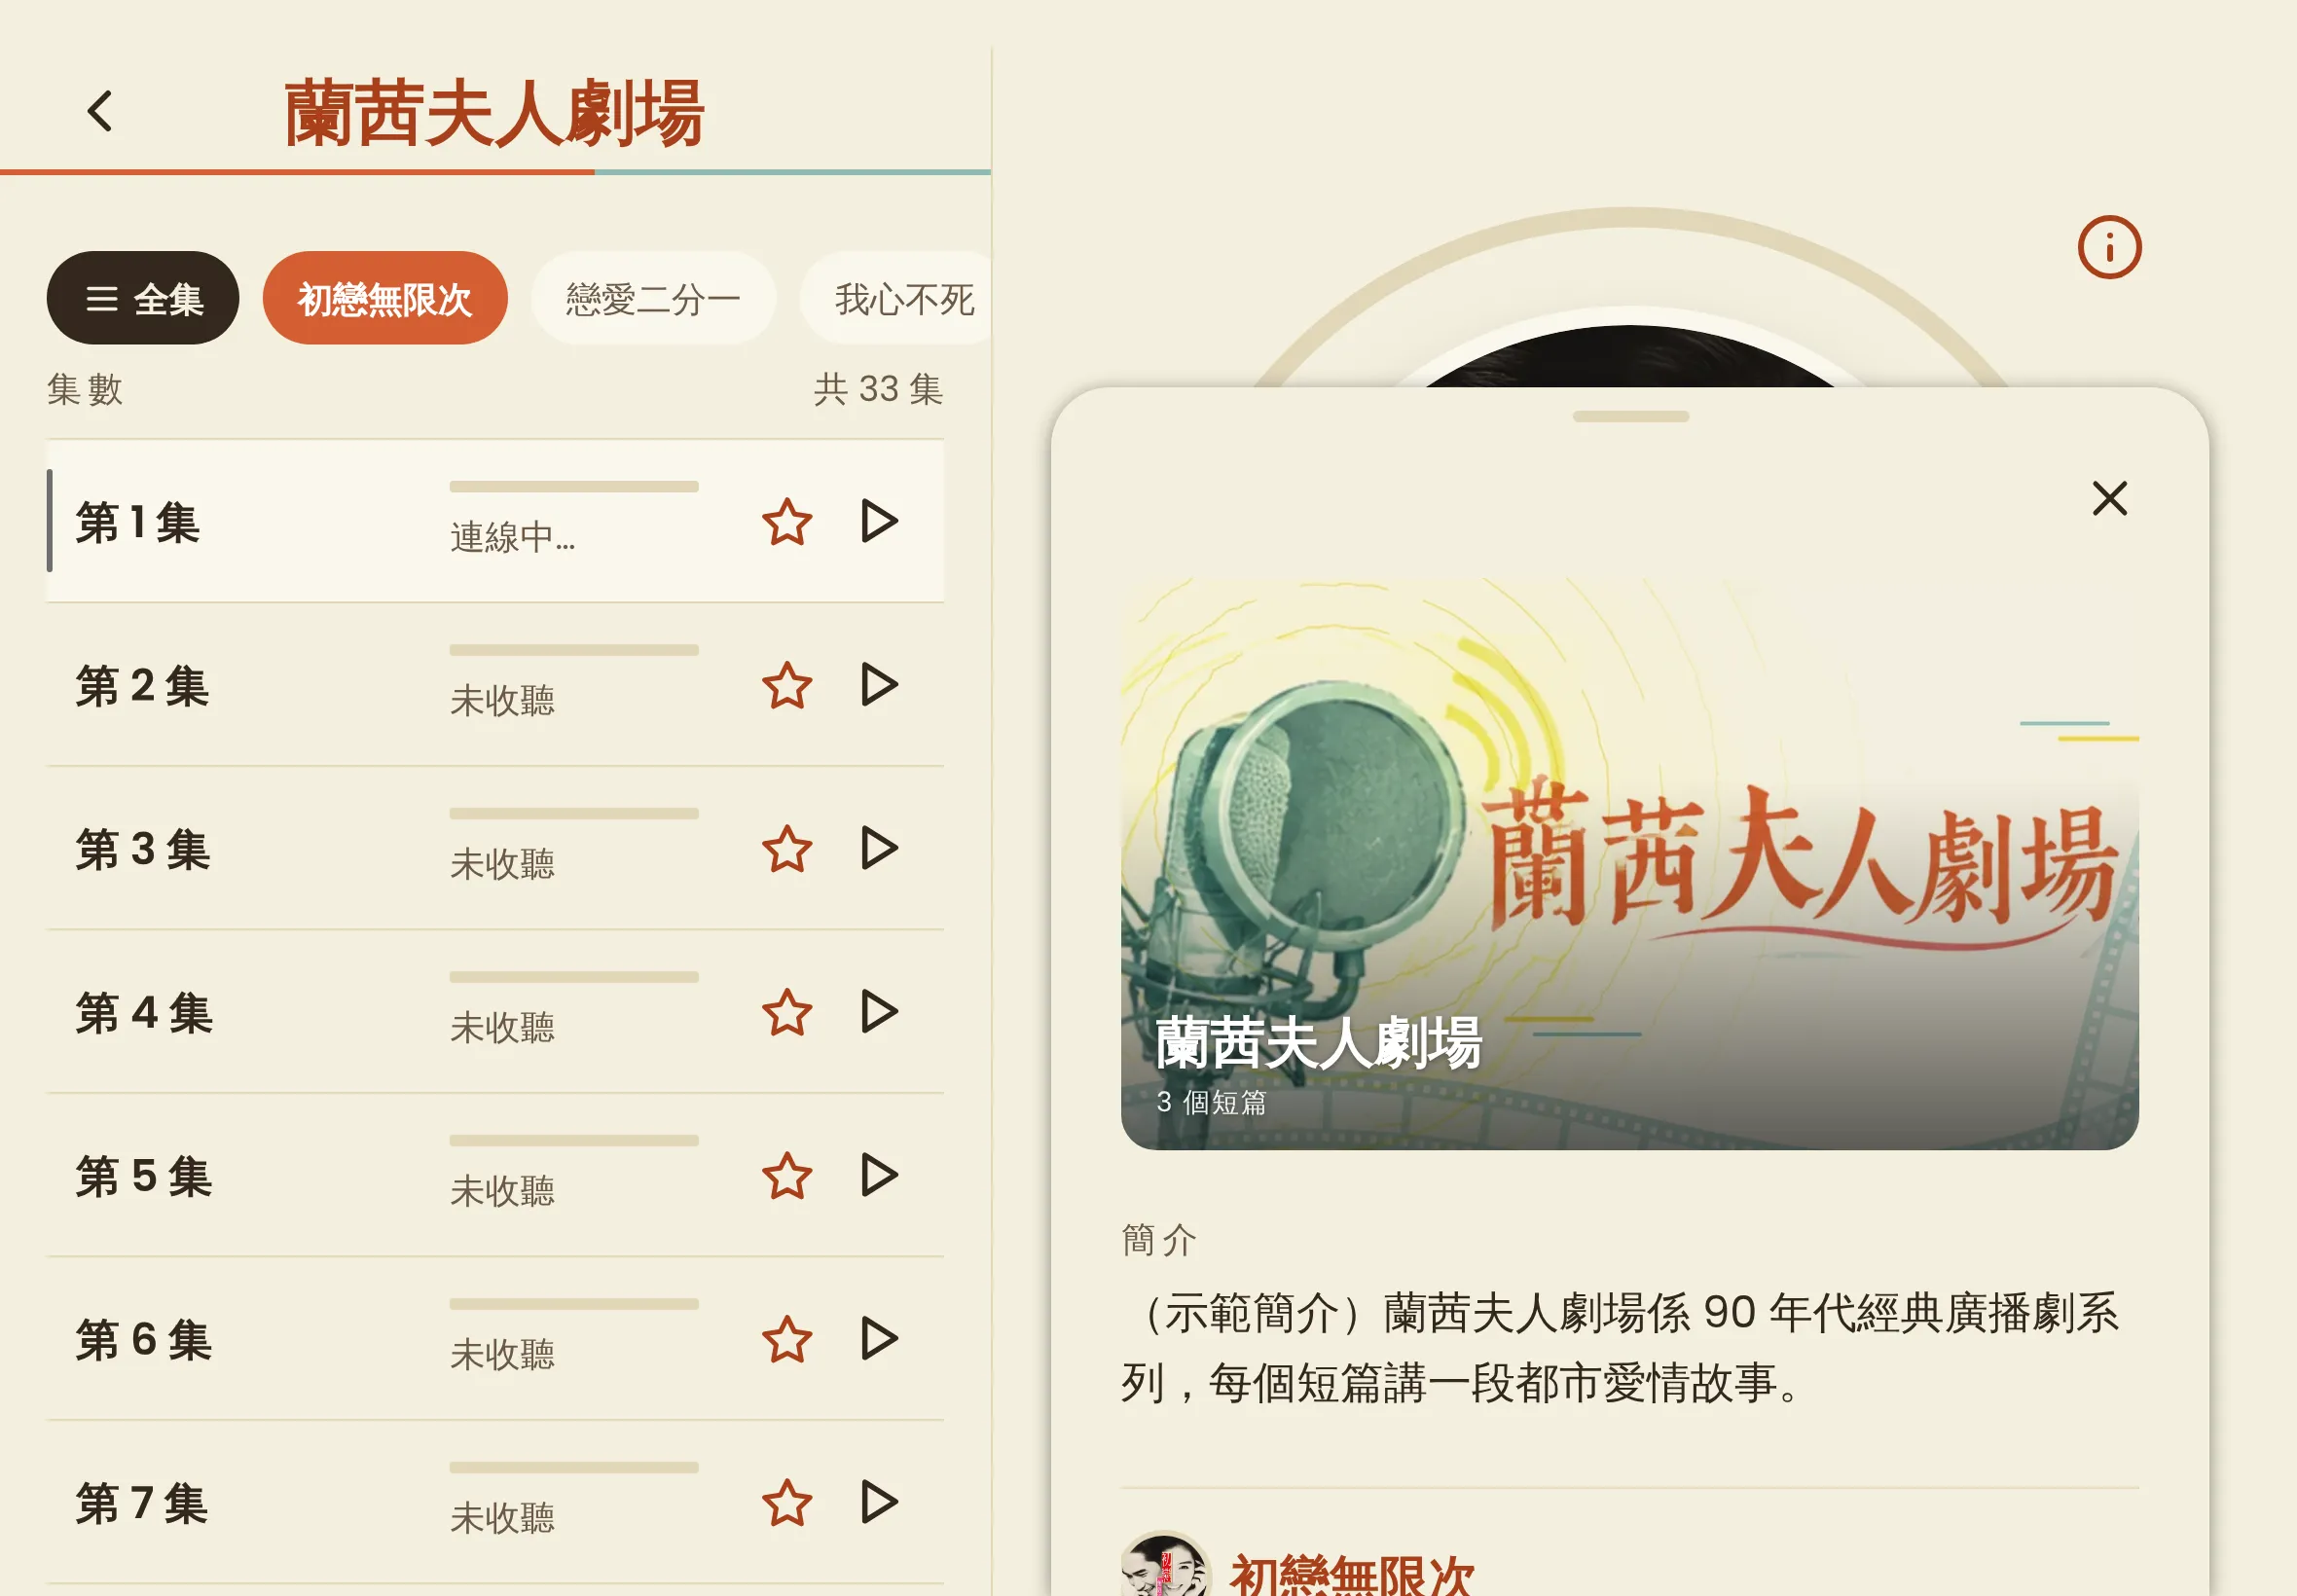 蘭茜夫人劇場
全集
初戀無限次
戀愛二分一
我心不死
集數
共 33 集
第 1 集
連線中...
第 2 集
未收聽
第 3 集
未收聽
第 4 集
未收聽
第 5 集
未收聽
第 6 集
未收聽
第 7 集
未收聽
蘭茜夫人劇場
蘭茜夫人劇場
3 個短篇
簡介
（示範簡介）蘭茜夫人劇場係 90 年代經典廣播劇系
列，每個短篇講一段都市愛情故事。
初戀無限次